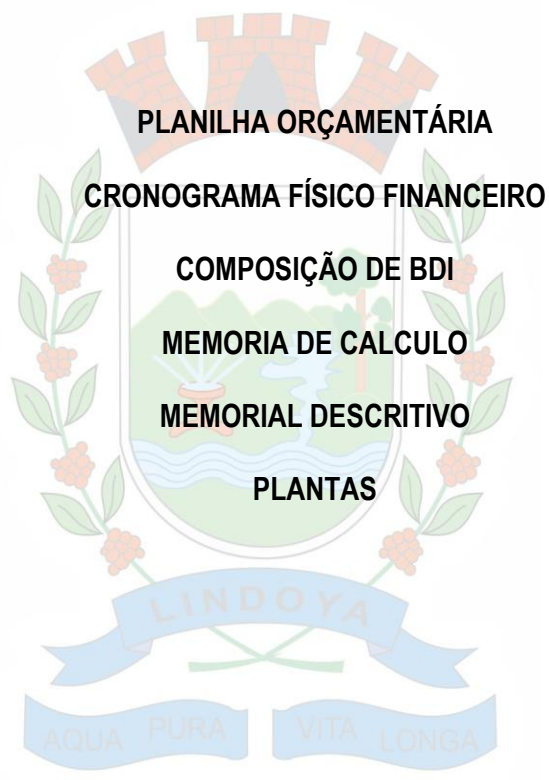 PLANILHA ORÇAMENTÁRIA
CRONOGRAMA FÍSICO FINANCEIRO
COMPOSIÇÃO DE BDI
MEMORIA DE CALCULO
MEMORIAL DESCRITIVO
PLANTAS
LINDOYA
AQUA PURA VITA LONGA